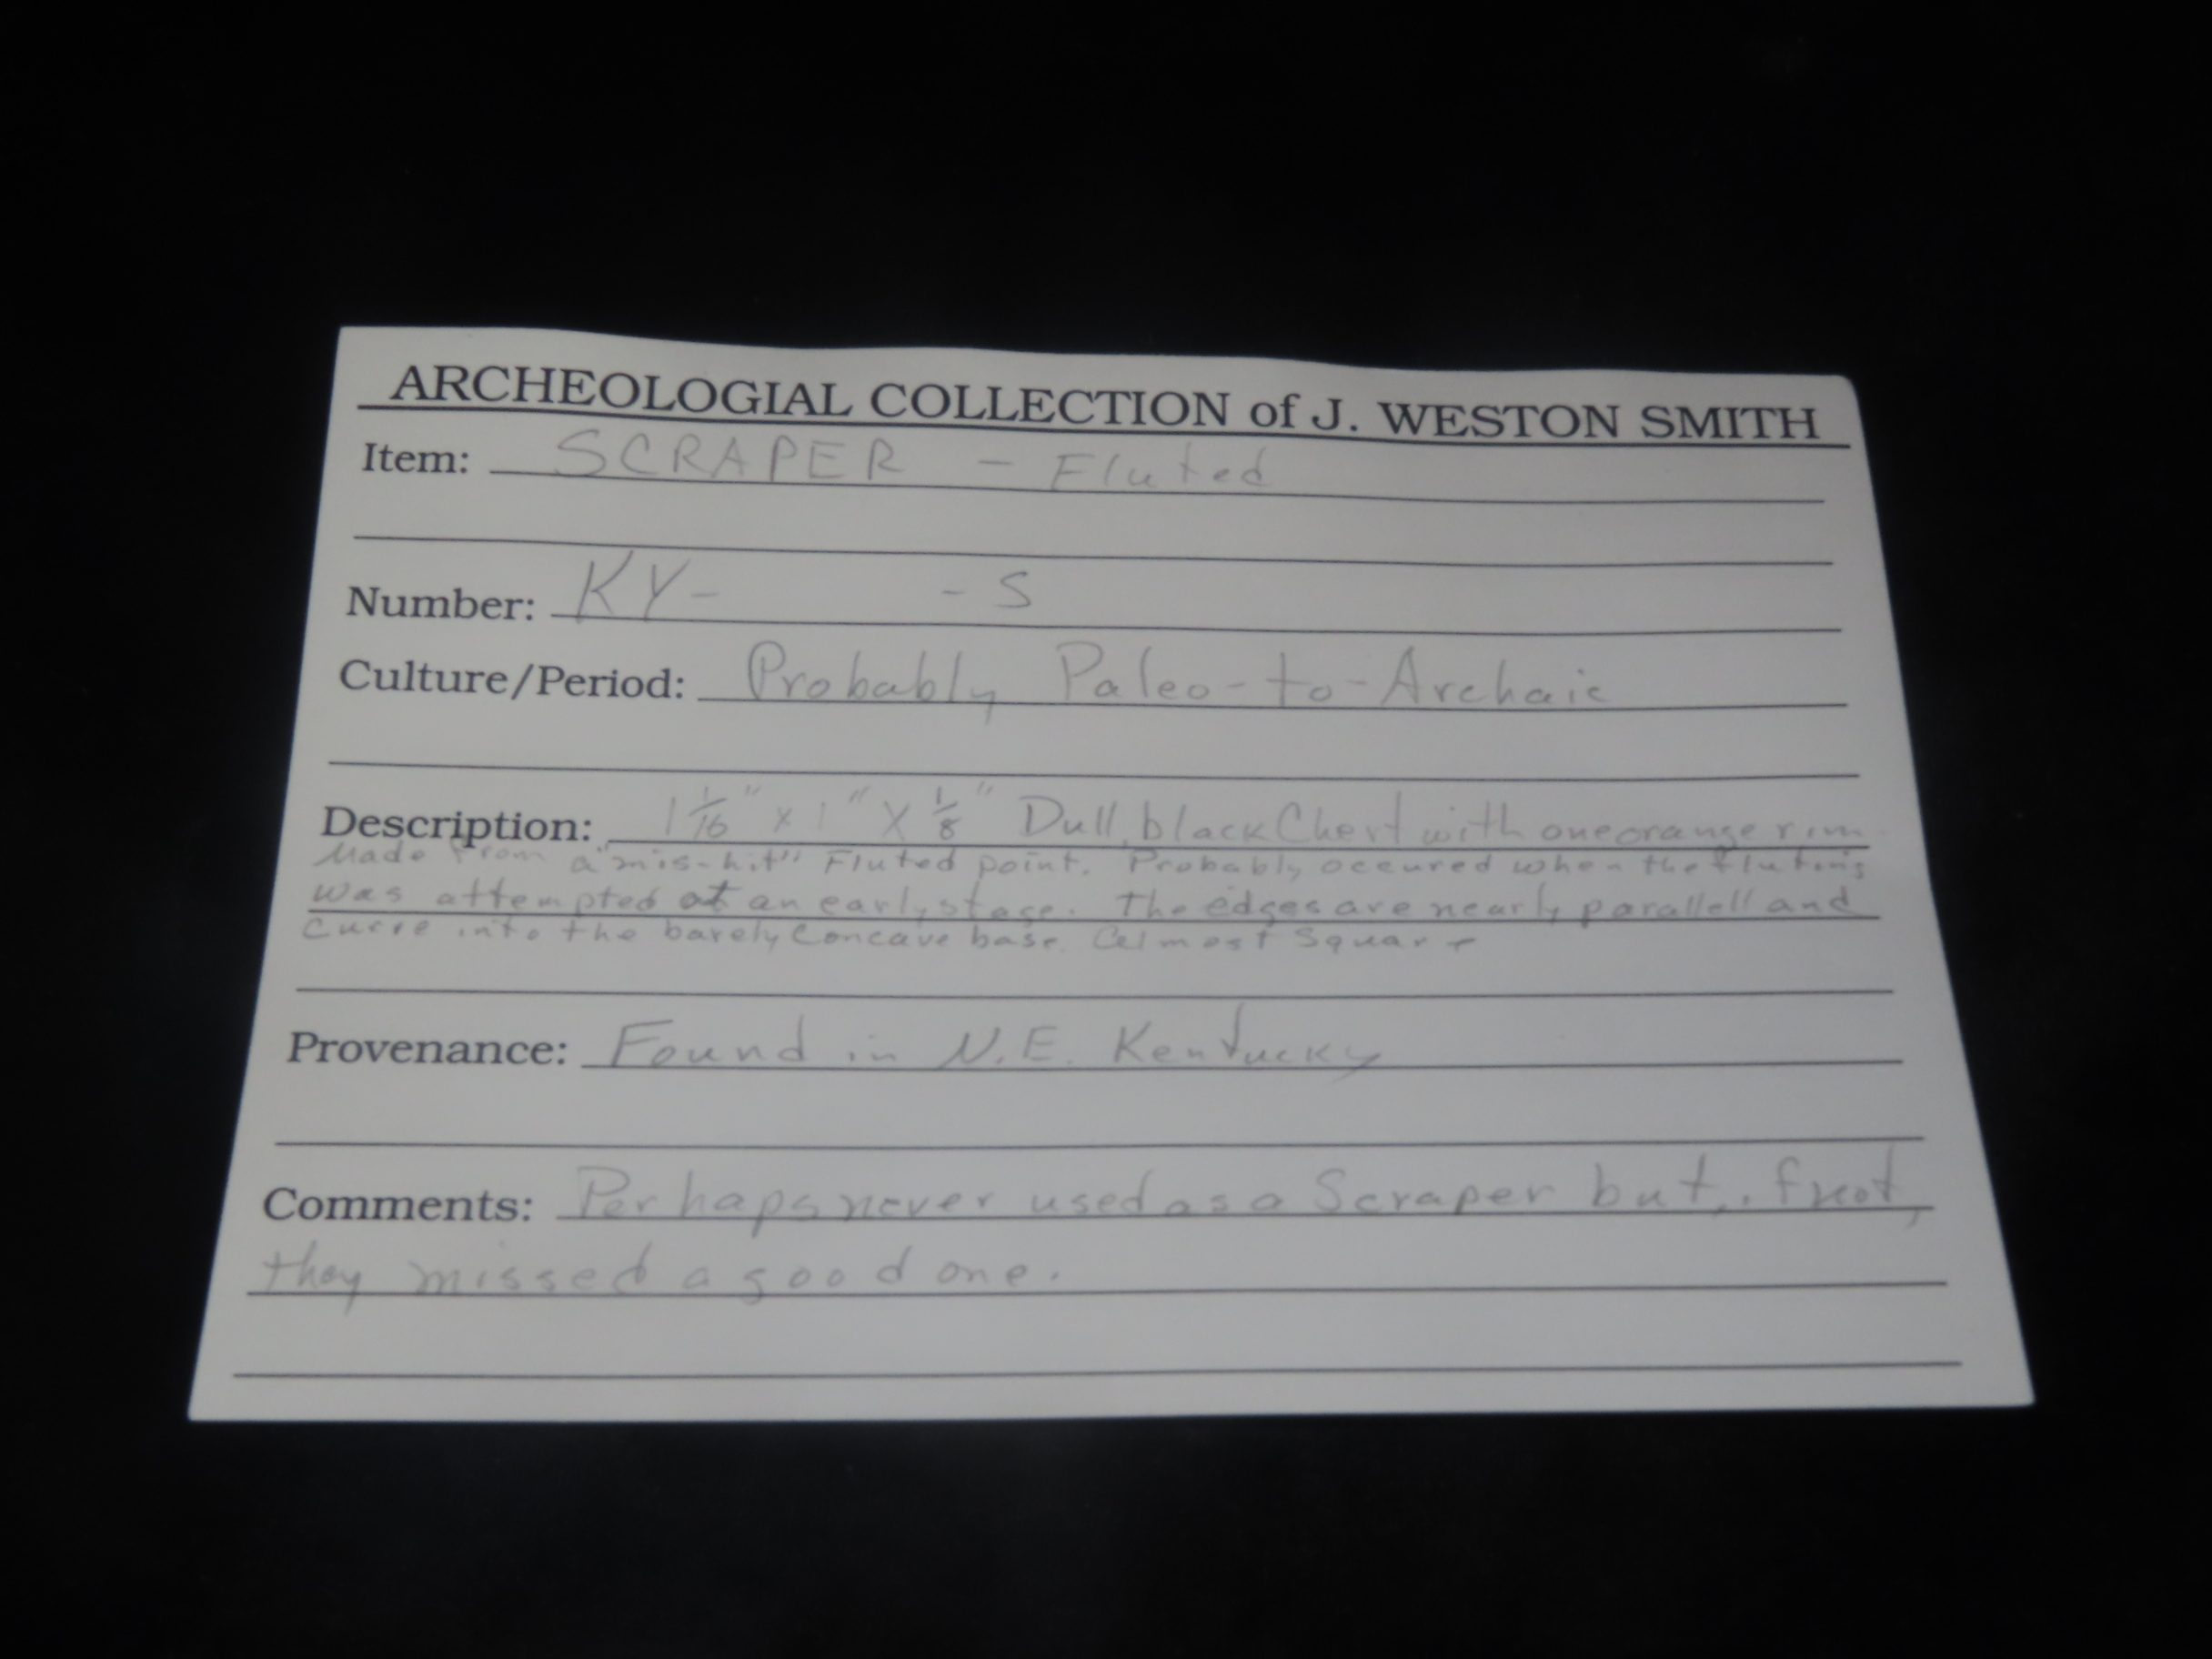 ARCHEOLOGIAL COLLECTION of J. WESTON SMITH
Item: SCRAPER - Fluted
Number: KY- -S
Culture/Period: Probably Paleo-to-Archaic
Description: 1 1/16" x 1" x 1/8" Dull, black Chert with one orange rim
Made from a "mis-hit" Fluted point. Probably occured when the fluting
was attempted at an early stage. The edges are nearly parallell and
curve into the barely Concave base. Almost Square
Provenance: Found in N.E. Kentucky
Comments: Perhaps never used as a Scraper but, if not,
they missed a good one.